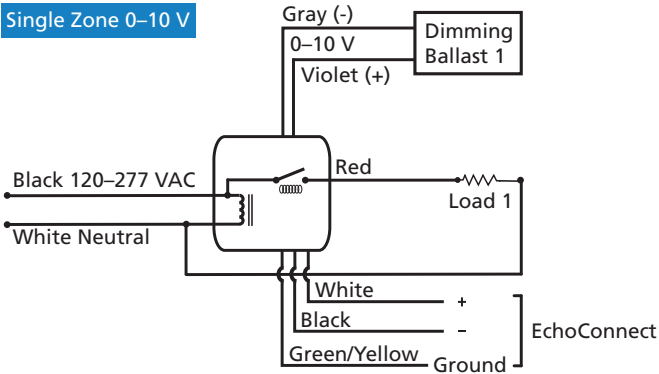 Single Zone 0–10 V
Gray (-)
0–10 V
Violet (+)
Dimming
Ballast 1
Black 120–277 VAC
Red
Load 1
White Neutral
White +
Black –
EchoConnect
Green/Yellow Ground